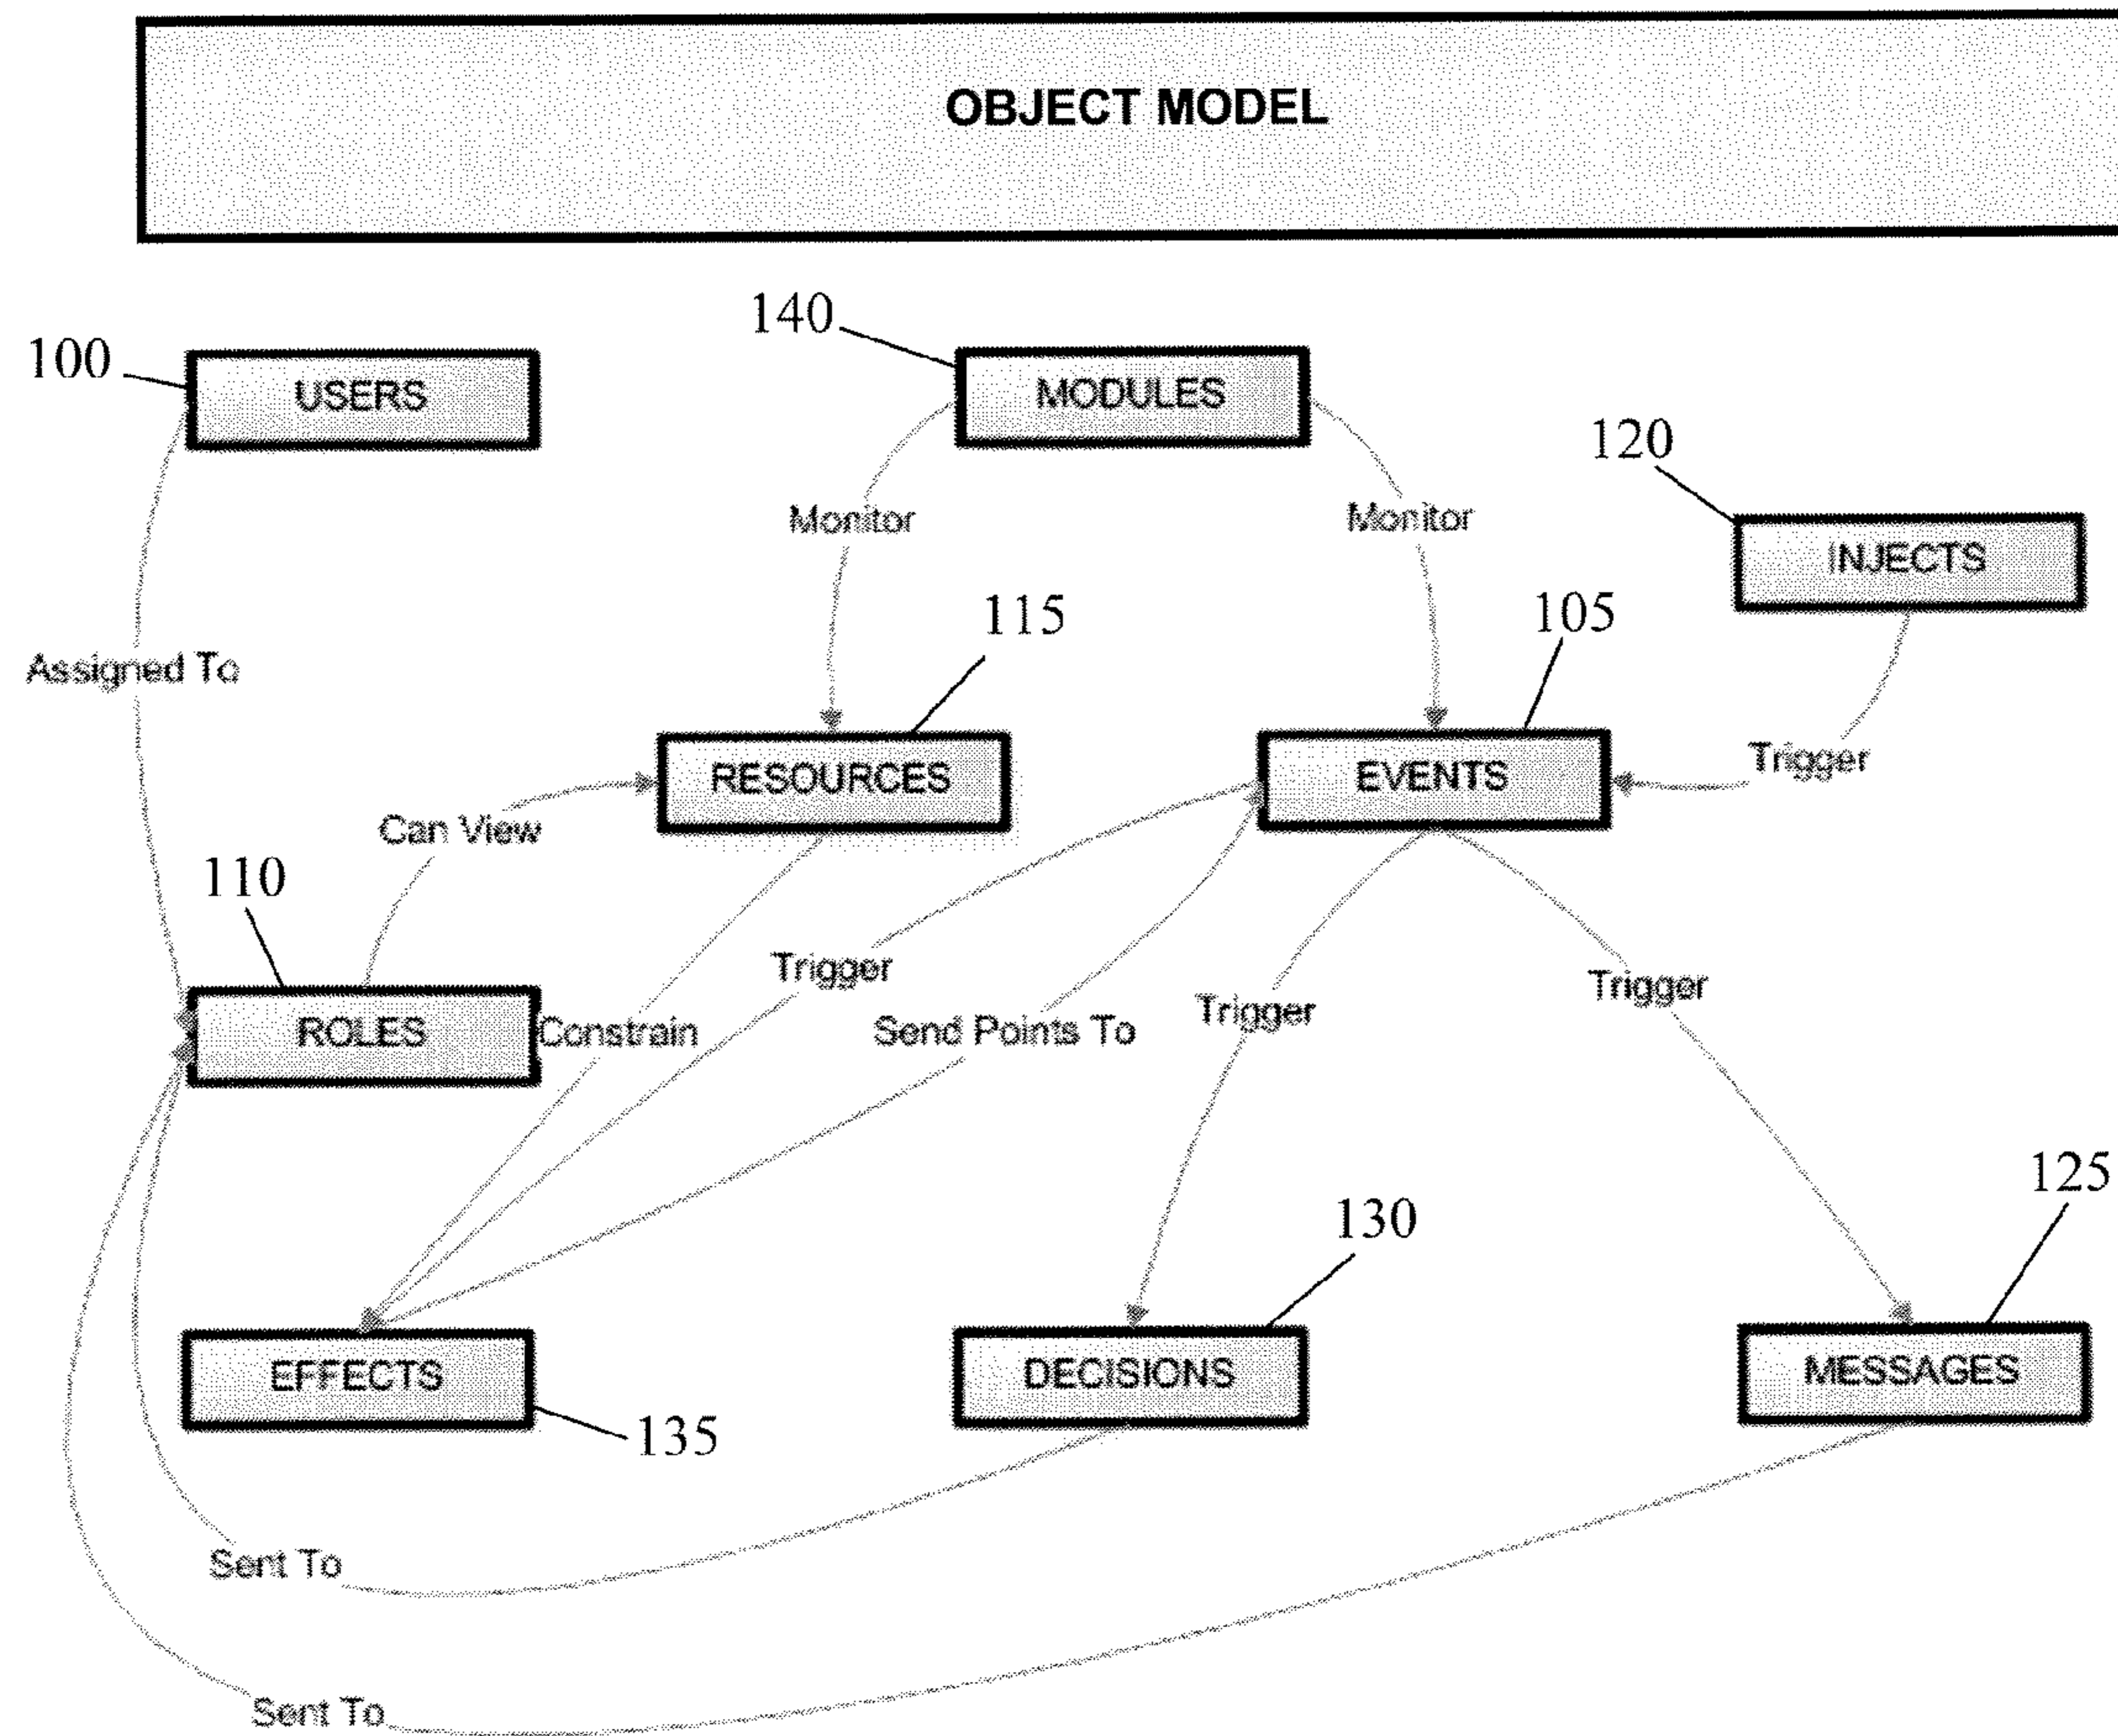 OBJECT MODEL
140
100
USERS
MODULES
120
Monitor
Monitor
INJECTS
115
105
Assigned To
Trigger
RESOURCES
EVENTS
Can View
110
Trigger
Trigger
Trigger
ROLES
Constrain
Send Points To
125
130
EFFECTS
DECISIONS
MESSAGES
135
Sent To
Sent To